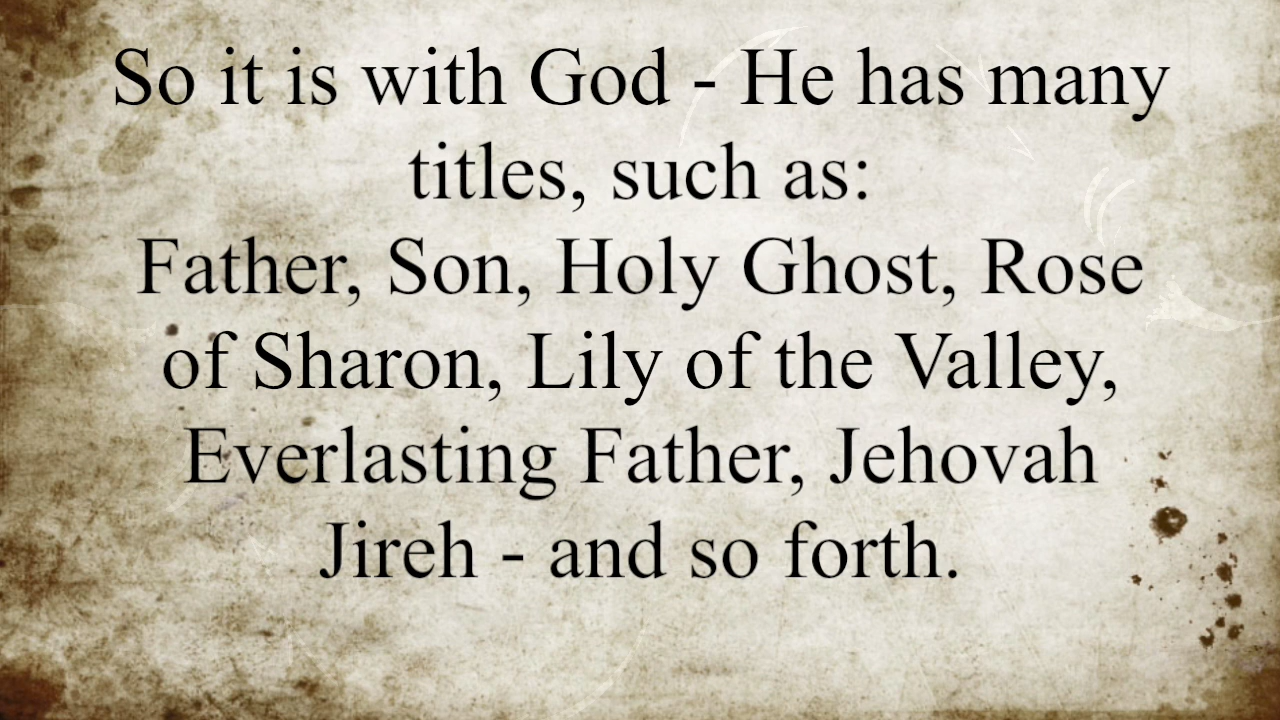 So it is with God - He has many
titles, such as:
Father, Son, Holy Ghost, Rose
of Sharon, Lily of the Valley,
Everlasting Father, Jehovah
Jireh - and so forth.